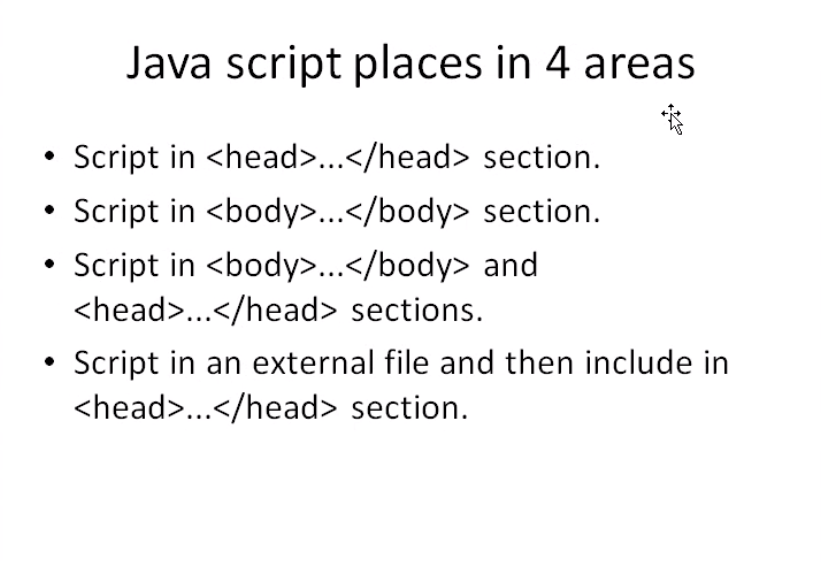 Java script places in 4 areas
• Script in <head>...</head> section.
• Script in <body>...</body> section.
• Script in <body>...</body> and
<head>...</head> sections.
• Script in an external file and then include in
<head>...</head> section.